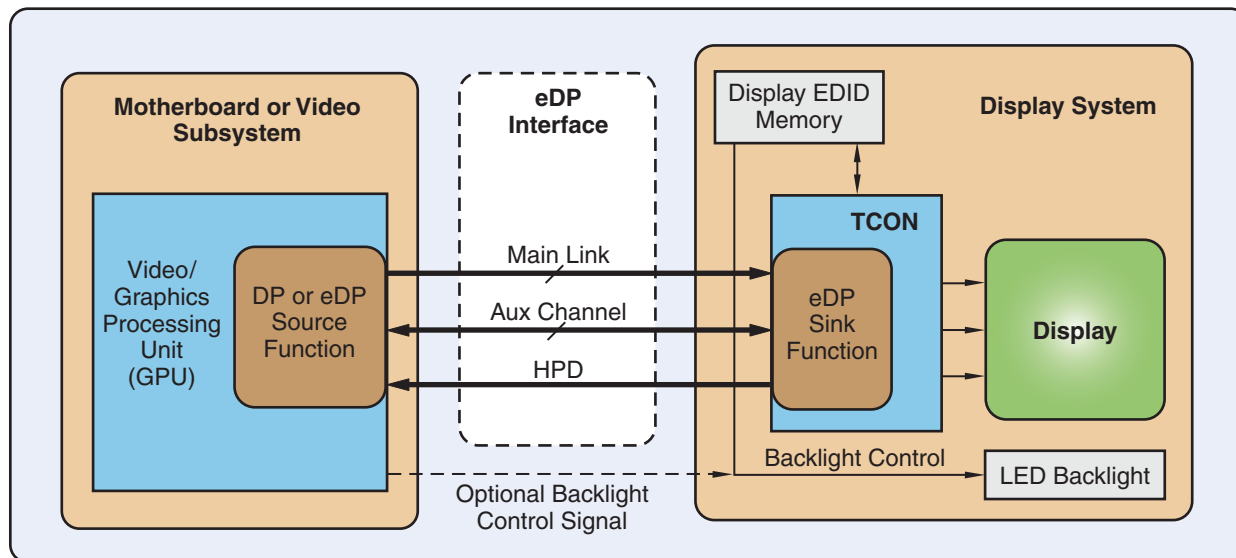 Motherboard or Video
Subsystem
Video/
Graphics
Processing
Unit
(GPU)
DP or eDP
Source
Function
eDP
Interface
Main Link
Aux Channel
HPD
Optional Backlight
Control Signal
Display EDID
Memory
Display System
TCON
eDP
Sink
Function
Display
Backlight Control
LED Backlight